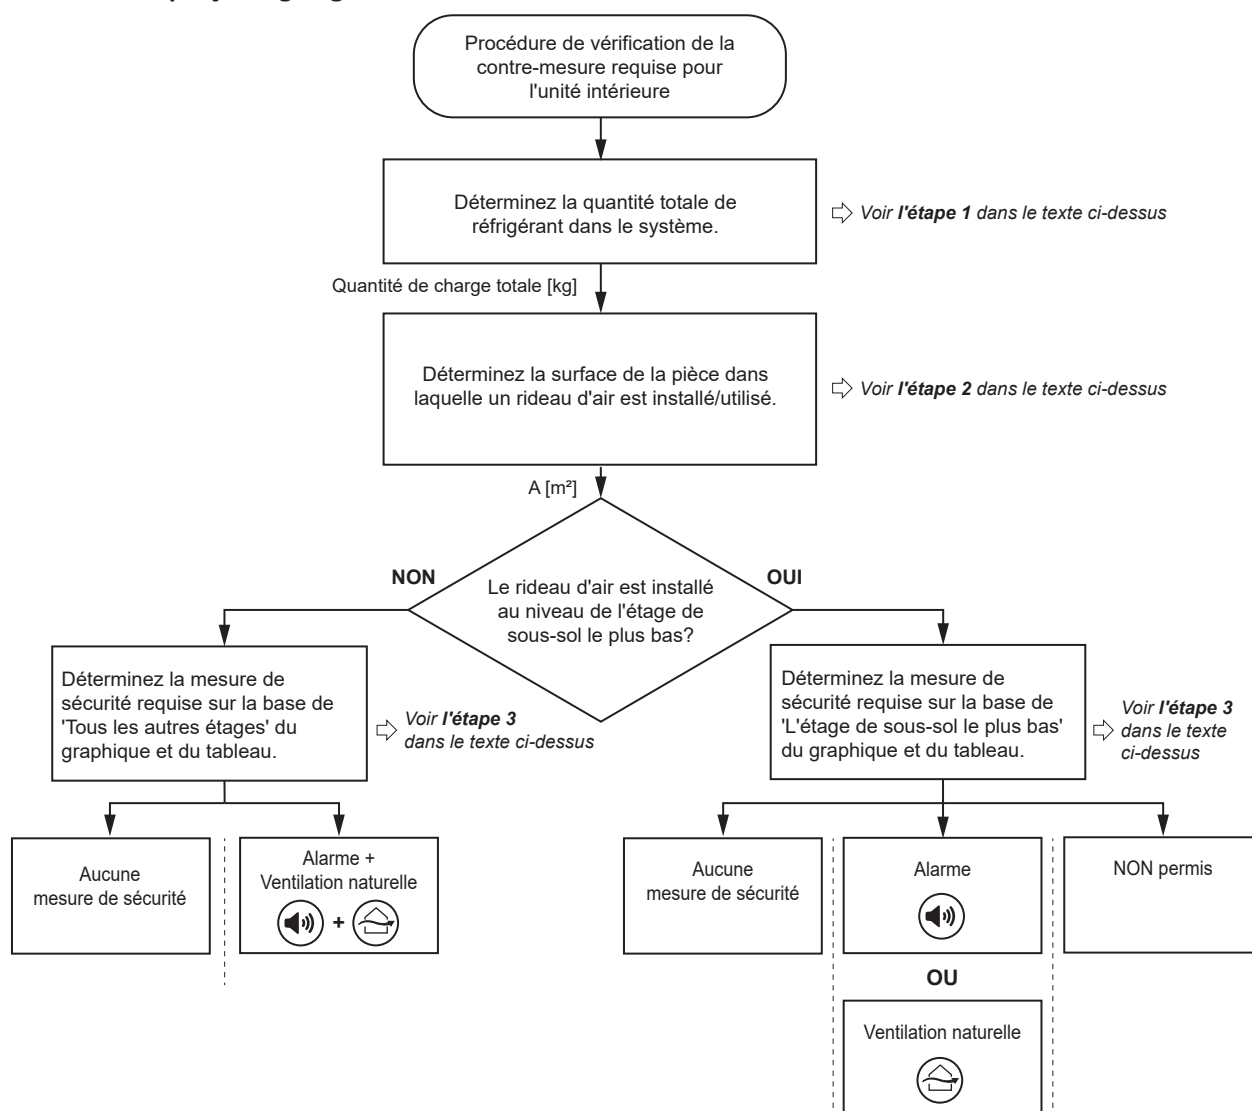 Procédure de vérification de la
contre-mesure requise pour
l'unité intérieure
Déterminez la quantité totale de
réfrigérant dans le système.
Voir l'étape 1 dans le texte ci-dessus
Quantité de charge totale [kg]
Déterminez la surface de la pièce dans
laquelle un rideau d'air est installé/utilisé.
Voir l'étape 2 dans le texte ci-dessus
A [m²]
NON
OUI
Le rideau d'air est installé
au niveau de l'étage de
sous-sol le plus bas?
Déterminez la mesure de
sécurité requise sur la base de
'Tous les autres étages' du
graphique et du tableau.
Voir l'étape 3
dans le texte ci-dessus
Déterminez la mesure de
sécurité requise sur la base de
'L'étage de sous-sol le plus bas'
du graphique et du tableau.
Voir l'étape 3
dans le texte
ci-dessus
Aucune
mesure de sécurité
Alarme +
Ventilation naturelle
+
Aucune
mesure de sécurité
Alarme
NON permis
OU
Ventilation naturelle